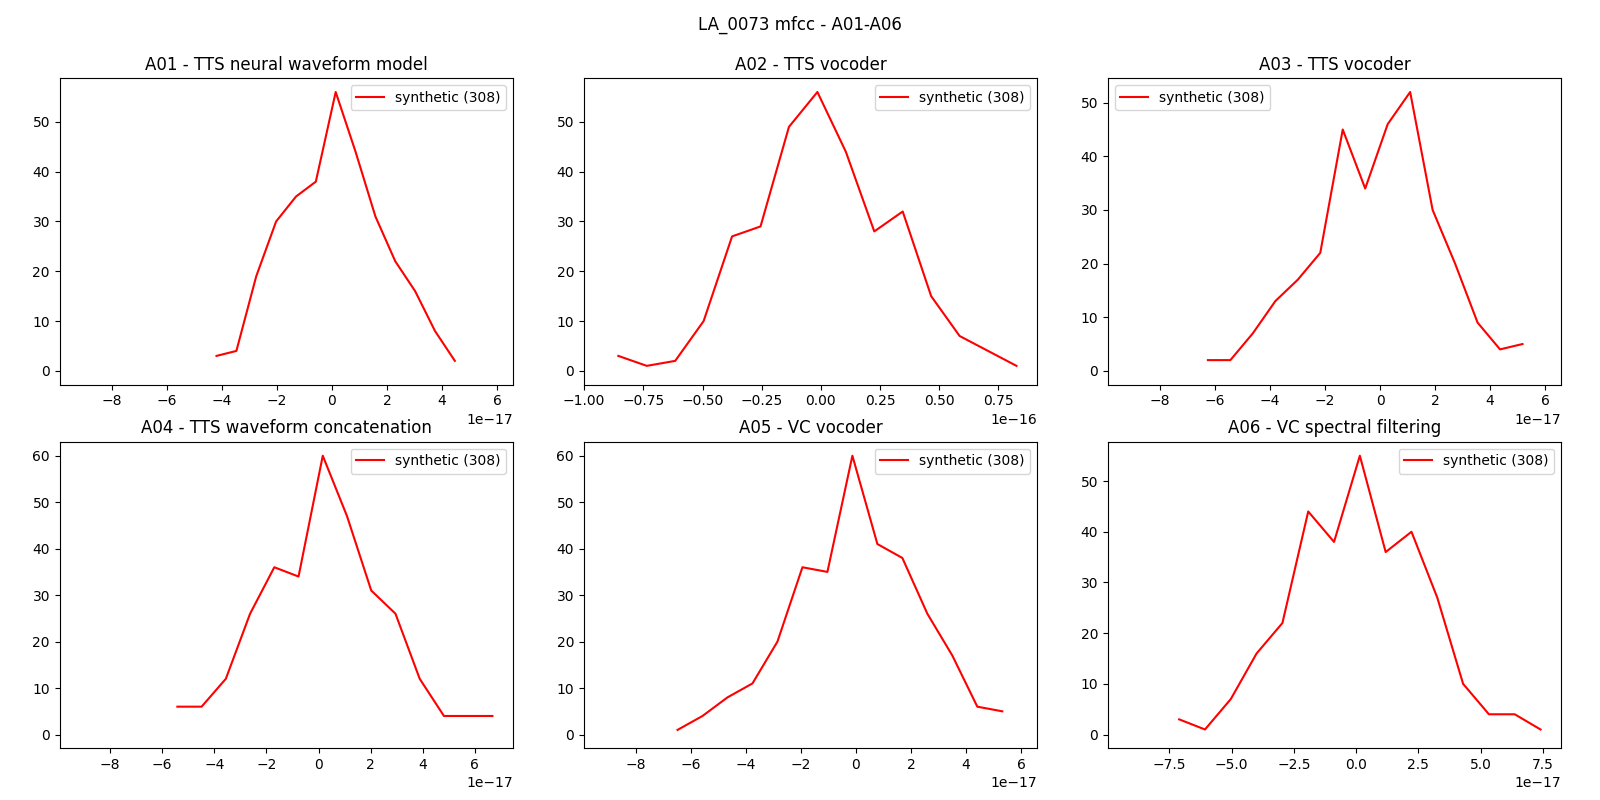 LA_0073 mfcc - A01-A06
A01 - TTS neural waveform model
synthetic (308)
50
40
30
20
10
0
−8 −6 −4 −2 0 2 4 6
1e−17
A02 - TTS vocoder
synthetic (308)
50
40
30
20
10
0
−1.00 −0.75 −0.50 −0.25 0.00 0.25 0.50 0.75
1e−16
A03 - TTS vocoder
synthetic (308)
50
40
30
20
10
0
−8 −6 −4 −2 0 2 4 6
1e−17
A04 - TTS waveform concatenation
synthetic (308)
60
50
40
30
20
10
0
−8 −6 −4 −2 0 2 4 6
1e−17
A05 - VC vocoder
synthetic (308)
60
50
40
30
20
10
0
−8 −6 −4 −2 0 2 4 6
1e−17
A06 - VC spectral filtering
synthetic (308)
50
40
30
20
10
0
−7.5 −5.0 −2.5 0.0 2.5 5.0 7.5
1e−17